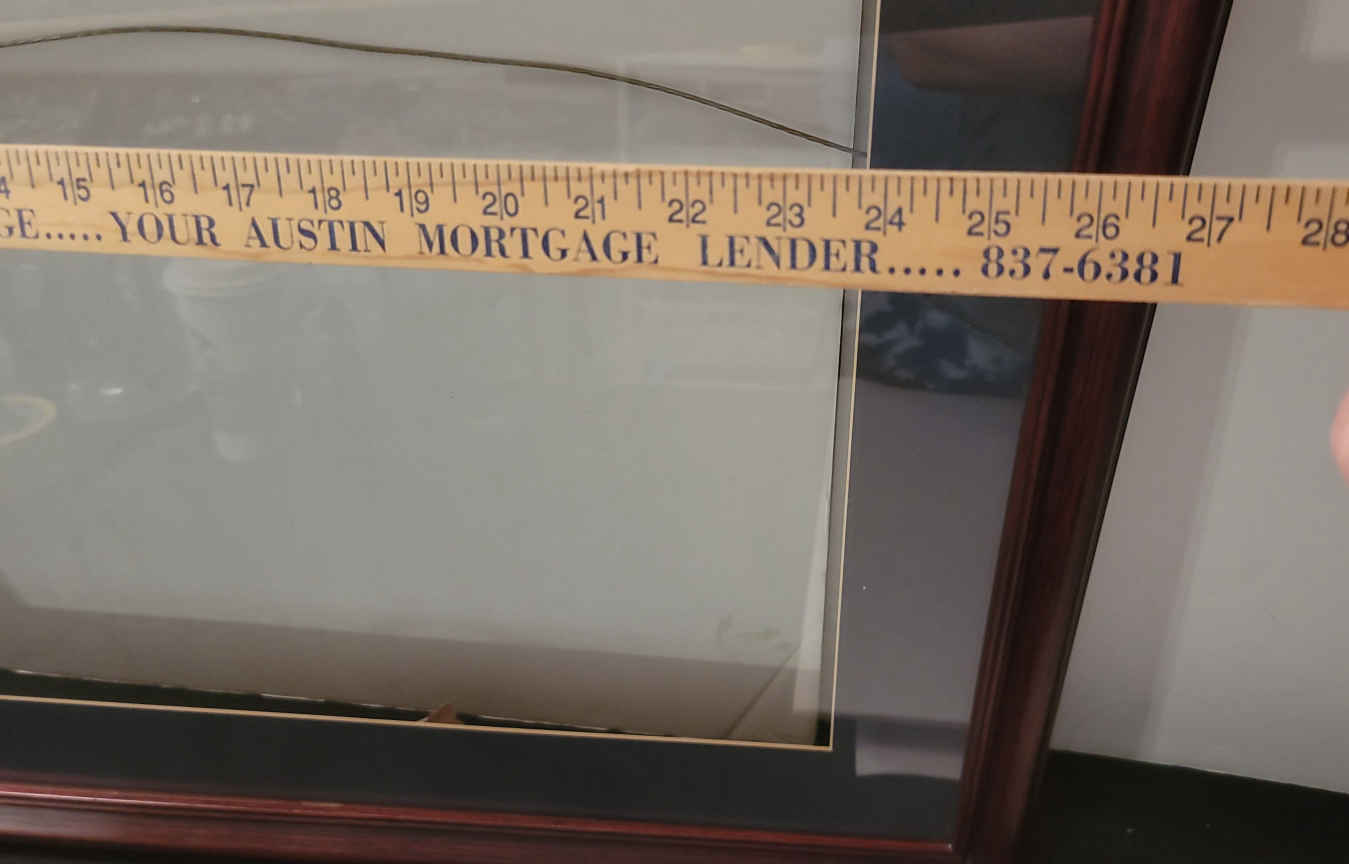 4 15 16 17 18 19 20 21 22 23 24 25 26 27 28
GE..... YOUR AUSTIN MORTGAGE LENDER..... 837-6381